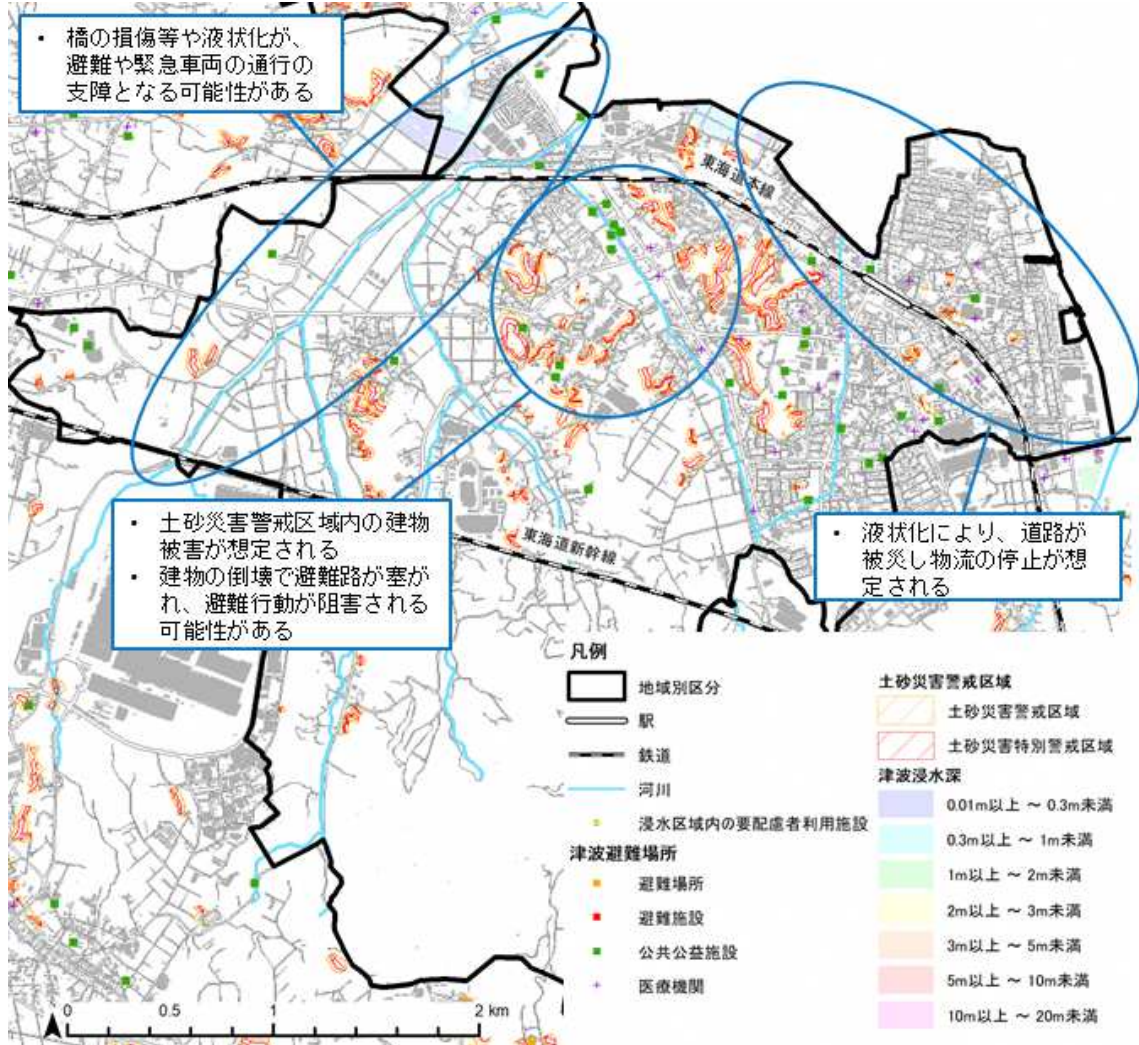 ・ 橋の損傷等や液状化が、
避難や緊急車両の通行の
支障となる可能性がある
東海道本線
・ 土砂災害警戒区域内の建物
被害が想定される
・ 建物の倒壊で避難路が塞が
れ、避難行動が阻害される
可能性がある
東海道新幹線
・ 液状化により、道路が
被災し物流の停止が想
定される
凡例
地域別区分
駅
鉄道
河川
浸水区域内の要配慮者利用施設
津波避難場所
避難場所
避難施設
公共公益施設
医療機関
土砂災害警戒区域
土砂災害警戒区域
土砂災害特別警戒区域
津波浸水深
0.01m以上 ~ 0.3m未満
0.3m以上 ~ 1m未満
1m以上 ~ 2m未満
2m以上 ~ 3m未満
3m以上 ~ 5m未満
5m以上 ~ 10m未満
10m以上 ~ 20m未満
0 0.5 1 2 km